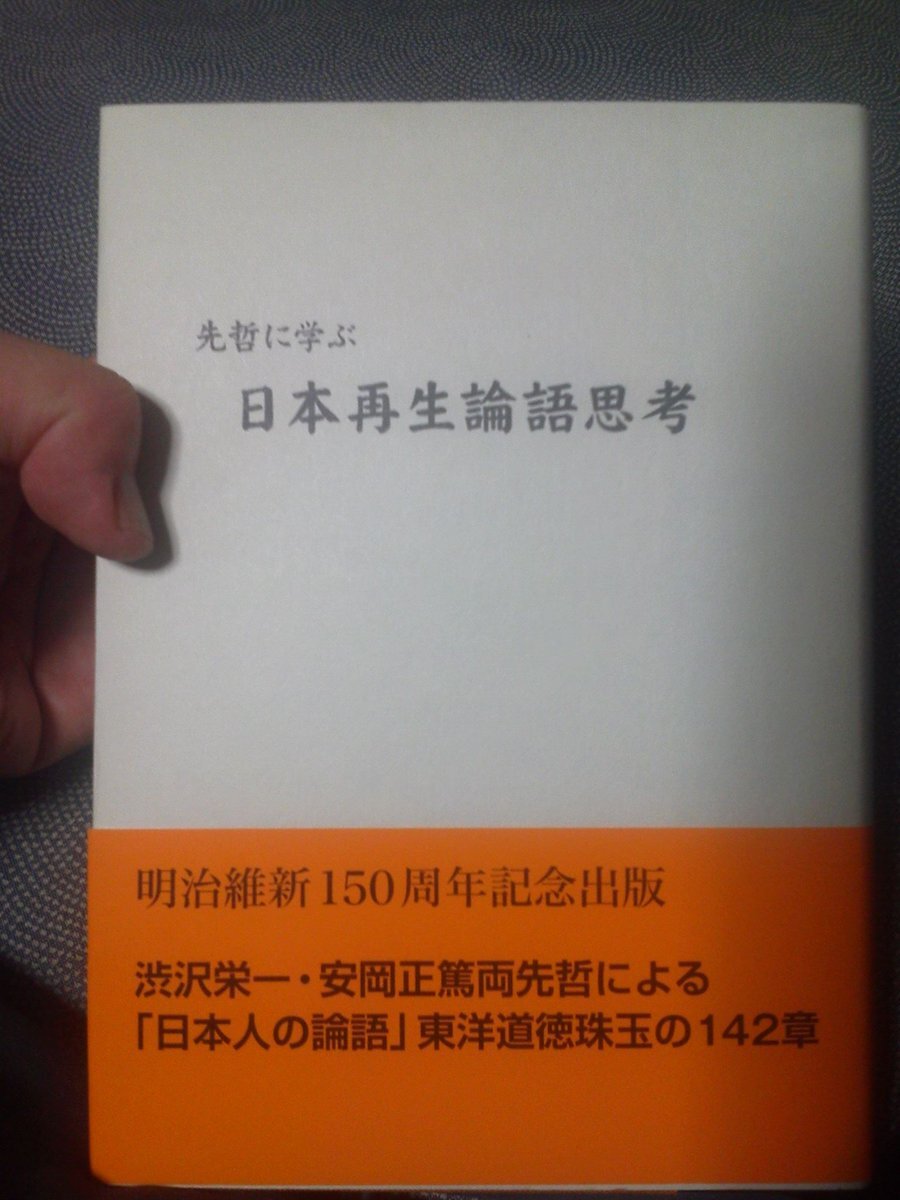 先哲に学ぶ
日本再生論語思考
明治維新150周年記念出版
渋沢栄一・安岡正篤両先哲による
「日本人の論語」東洋道徳珠玉の142章